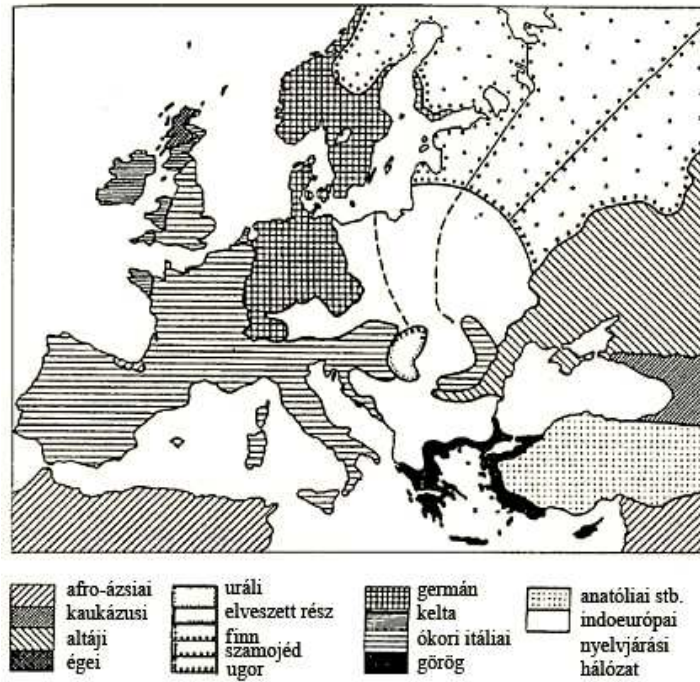 afro-ázsiai
kaukázusi
altáji
égei
uráli
elveszett rész
finn
szamojéd
ugor
germán
kelta
ókori itáliai
görög
anatóliai stb.
indoeurópai
nyelvjárási
hálózat